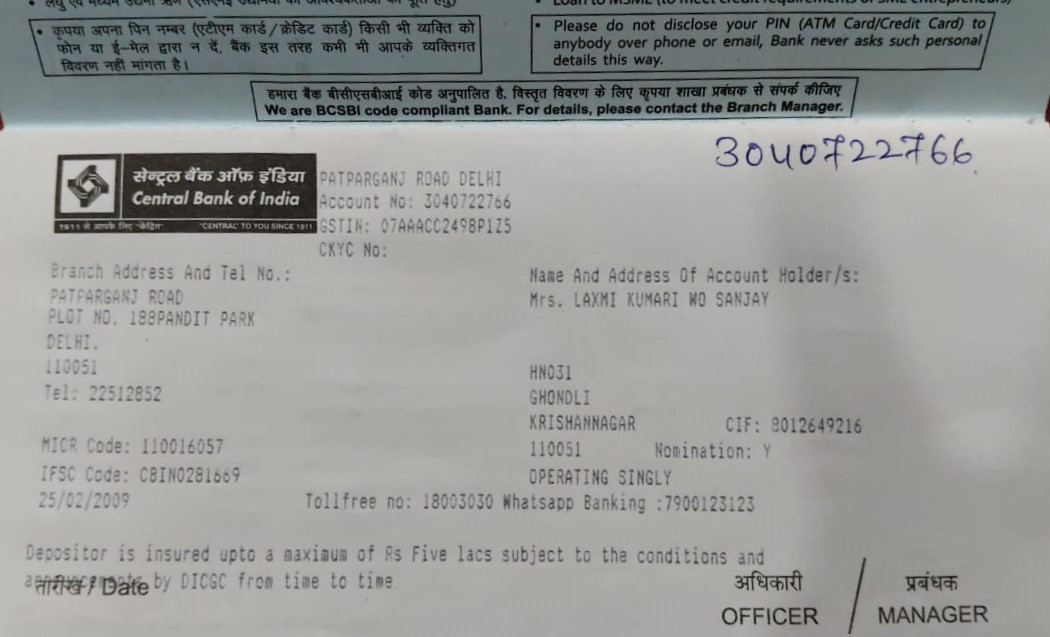 • कृपया अपना पिन नम्बर (एटीएम कार्ड / क्रेडिट कार्ड) किसी भी व्यक्ति को
फोन या ई–मेल द्वारा न दें, बैंक इस तरह कभी भी आपके व्यक्तिगत
विवरण नहीं मांगता है।
• Please do not disclose your PIN (ATM Card/Credit Card) to
anybody over phone or email, Bank never asks such personal
details this way.
हमारा बैंक बीसीएसबीआई कोड अनुपालित है. विस्तृत विवरण के लिए कृपया शाखा प्रबंधक से संपर्क कीजिए
We are BCSBI code compliant Bank. For details, please contact the Branch Manager.
3040722766
सेन्ट्रल बैंक ऑफ़ इंडिया
Central Bank of India
1911 से आपके लिए "केंद्रित" "CENTRAL" TO YOU SINCE 1911
PATPARGANJ ROAD DELHI
Account No: 3040722766
GSTIN: 07AAACC2498P1Z5
CKYC No:
Branch Address And Tel No.:
PATPARGANJ ROAD
PLOT NO. 188PANDIT PARK
DELHI.
110051
Tel: 22512852
Name And Address Of Account Holder/s:
Mrs. LAXMI KUMARI WO SANJAY
HN031
GHONDLI
KRISHANNAGAR CIF: 8012649216
110051 Nomination: Y
OPERATING SINGLY
MICR Code: 110016057
IFSC Code: CBIN0281669
25/02/2009 Tollfree no: 18003030 Whatsapp Banking :7900123123
Depositor is insured upto a maximum of Rs Five lacs subject to the conditions and
by DICGC from time to time
तारीख / Date
अधिकारी
OFFICER
प्रबंधक
MANAGER